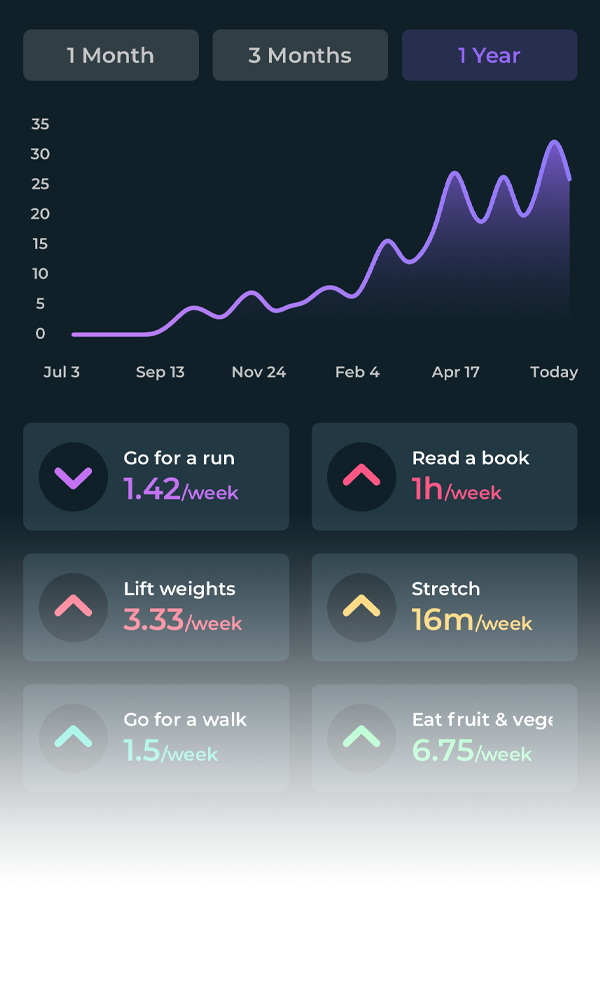 1 Month 3 Months 1 Year
35
30
25
20
15
10
5
0
Jul 3 Sep 13 Nov 24 Feb 4 Apr 17 Today
Go for a run
1.42/week
Read a book
1h/week
Lift weights
3.33/week
Stretch
16m/week
Go for a walk
1.5/week
Eat fruit & vege
6.75/week